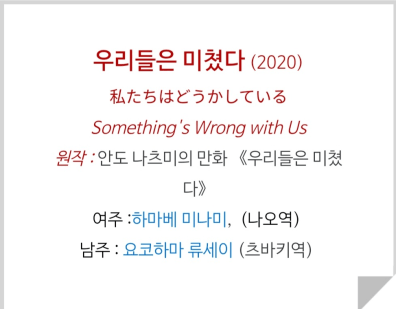 우리들은 미쳤다 (2020)
私たちはどうかしている
Something's Wrong with Us
원작 : 안도 나츠미의 만화 《우리들은 미쳤
다》
여주 :하마베 미나미,  (나오역)
남주 : 요코하마 류세이 (츠바키역)